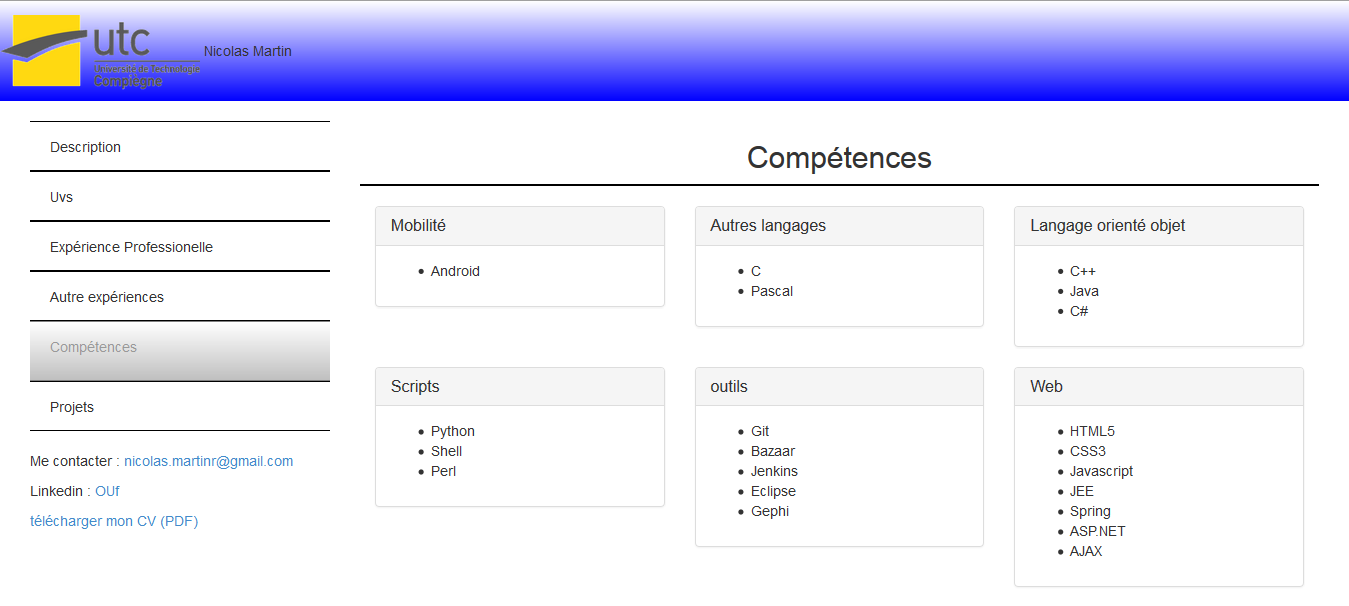 utc
Université de Technologie
Compiègne
Nicolas Martin
Description
Uvs
Expérience Professionelle
Autre expériences
Compétences
Projets
Me contacter : nicolas.martinr@gmail.com
Linkedin : OUf
télécharger mon CV (PDF)
Compétences
Mobilité
Android
Autres langages
C
Pascal
Langage orienté objet
C++
Java
C#
Scripts
Python
Shell
Perl
outils
Git
Bazaar
Jenkins
Eclipse
Gephi
Web
HTML5
CSS3
Javascript
JEE
Spring
ASP.NET
AJAX